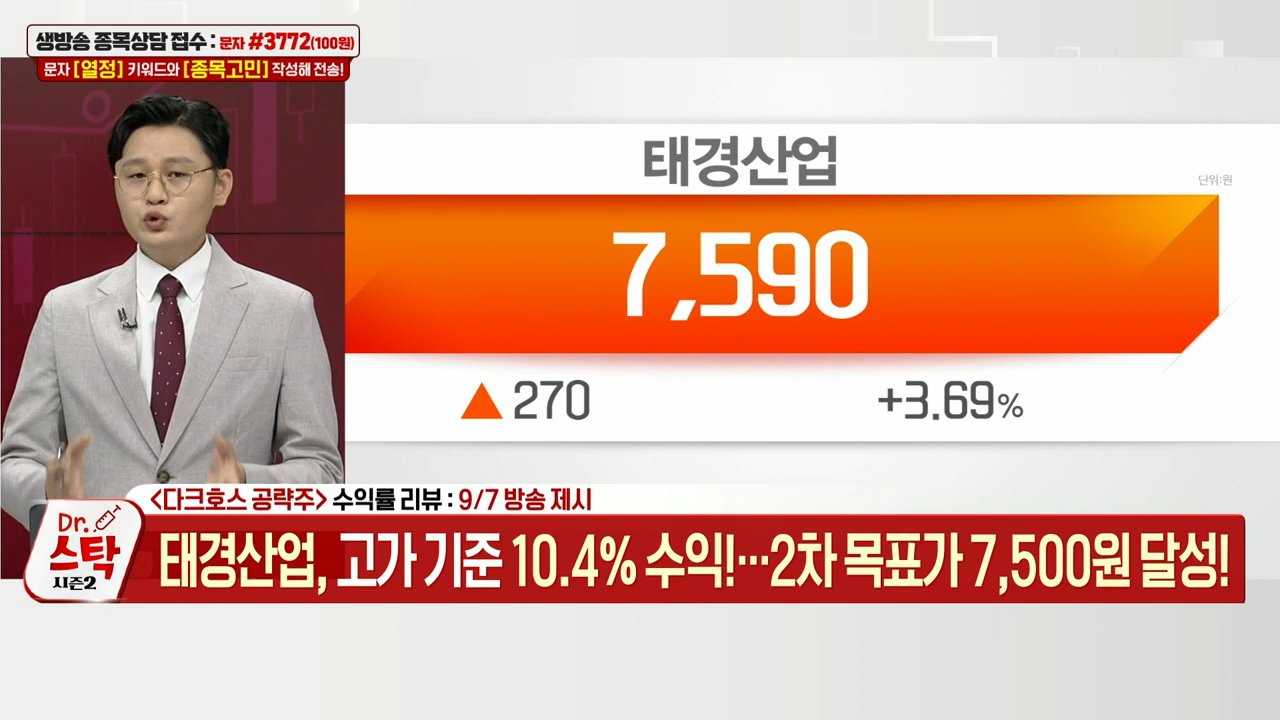 생방송 종목상담 접수 : 문자 #3772(100원)
문자 [열정] 키워드와 [종목고민] 작성해 전송!
태경산업
단위:원
7,590
▲ 270 +3.69%
<다크호스 공략주> 수익률 리뷰 : 9/7 방송 제시
Dr.
스탁
시즌2
태경산업, 고가 기준 10.4% 수익!…2차 목표가 7,500원 달성!